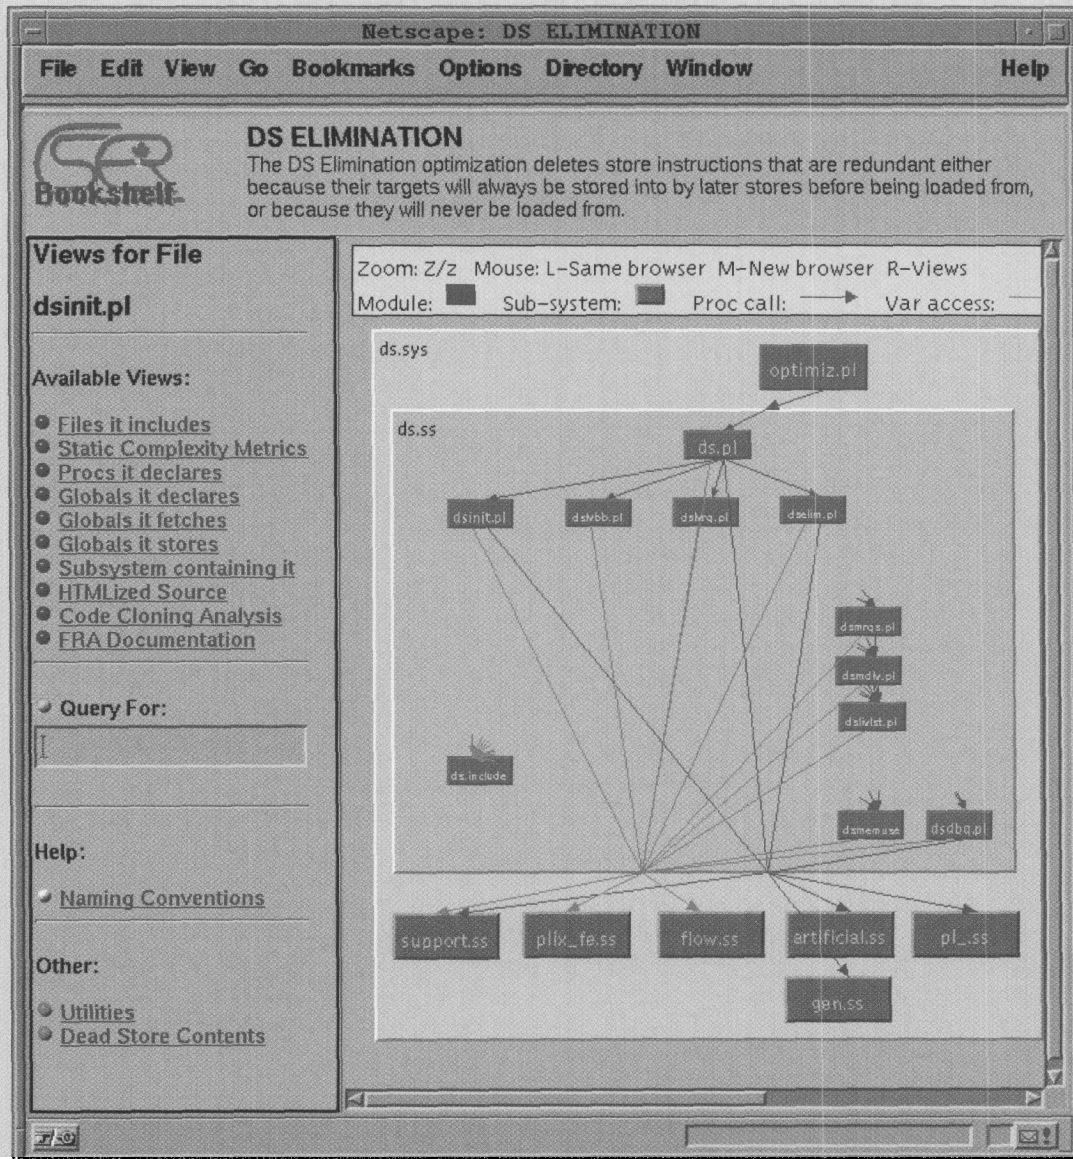 Netscape: DS ELIMINATION
File Edit View Go Bookmarks Options Directory Window Help
Bookshelf
DS ELIMINATION
The DS Elimination optimization deletes store instructions that are redundant either
because their targets will always be stored into by later stores before being loaded from,
or because they will never be loaded from.
Views for File
dsinit.pl
Available Views:
Files it includes
Static Complexity Metrics
Procs it declares
Globals it declares
Globals it fetches
Globals it stores
Subsystem containing it
HTMLized Source
Code Cloning Analysis
FRA Documentation
Query For:
Help:
Naming Conventions
Other:
Utilities
Dead Store Contents
Zoom: Z/z Mouse: L-Same browser M-New browser R-Views
Module: Sub-system: Proc call: Var access:
ds.sys
optimiz.pl
ds.ss
ds.pl
dsinit.pl
dslvbb.pl
dslvrg.pl
dselim.pl
dsmrgs.pl
dsmdlv.pl
dslivlst.pl
ds.include
dsmemuse
dsdbg.pl
support.ss
plix_fe.ss
flow.ss
artificial.ss
pl_.ss
gen.ss